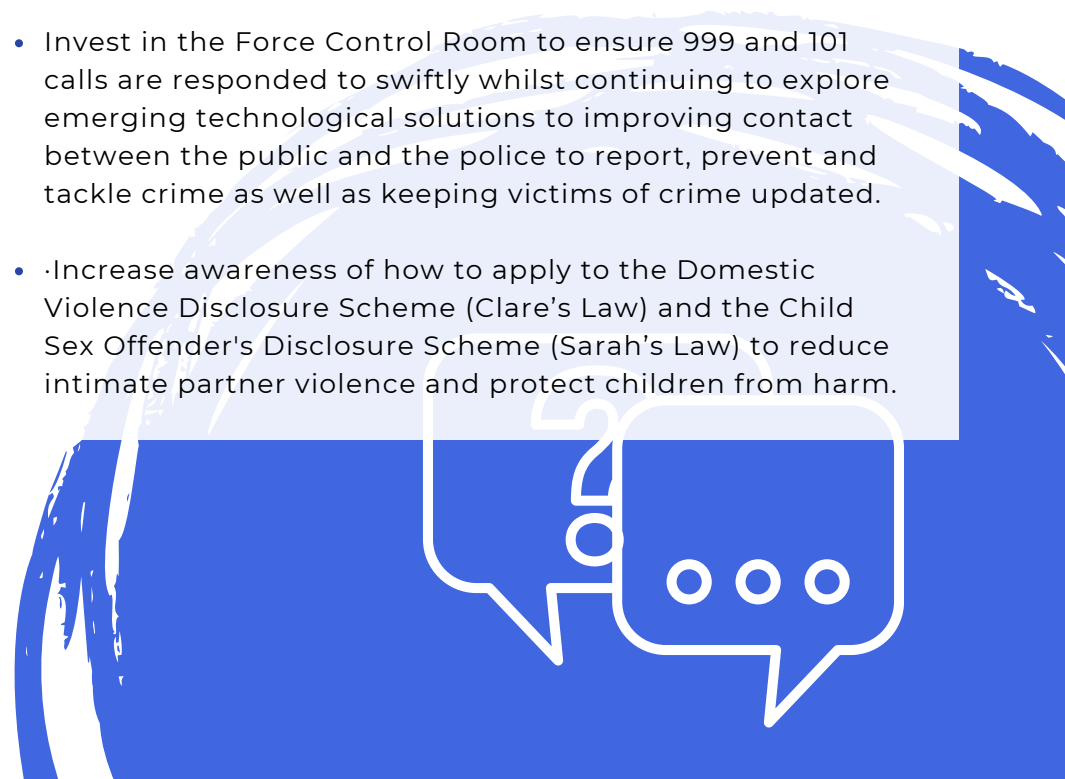 • Invest in the Force Control Room to ensure 999 and 101
calls are responded to swiftly whilst continuing to explore
emerging technological solutions to improving contact
between the public and the police to report, prevent and
tackle crime as well as keeping victims of crime updated.
• ·Increase awareness of how to apply to the Domestic
Violence Disclosure Scheme (Clare’s Law) and the Child
Sex Offender's Disclosure Scheme (Sarah’s Law) to reduce
intimate partner violence and protect children from harm.
?